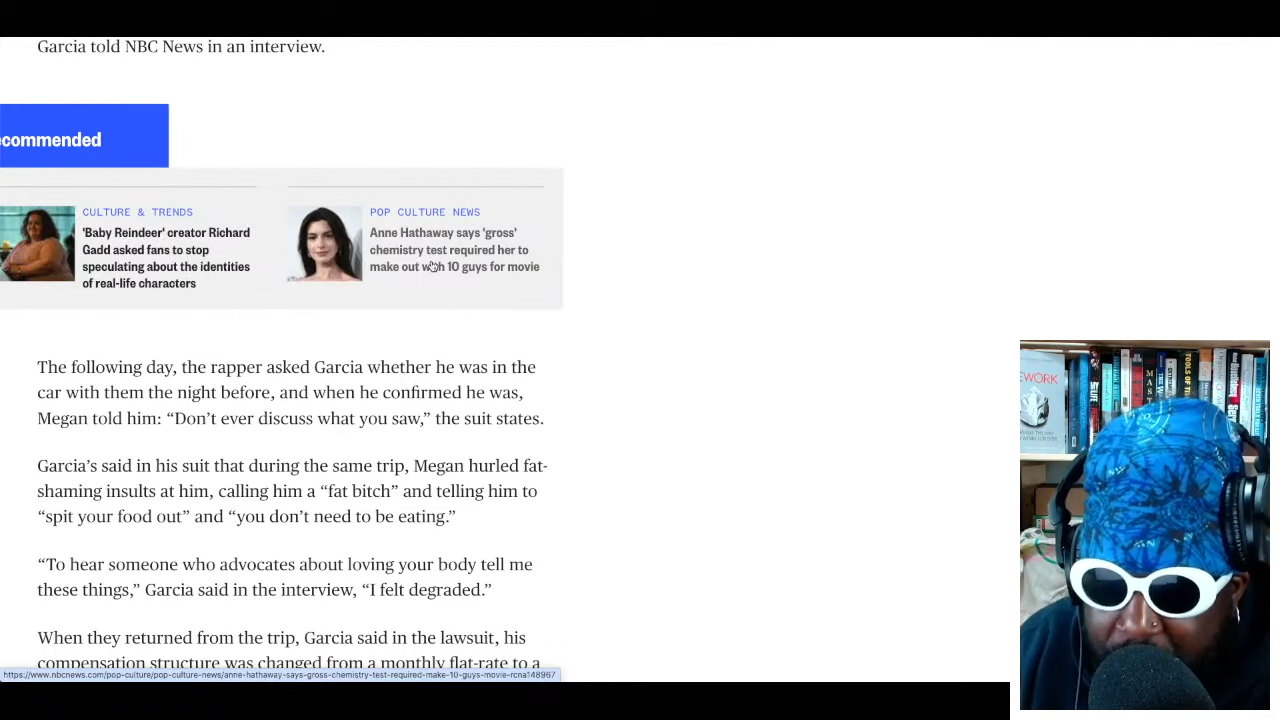 Garcia told NBC News in an interview.
ecommended
CULTURE & TRENDS
'Baby Reindeer' creator Richard
Gadd asked fans to stop
speculating about the identities
of real-life characters
POP CULTURE NEWS
Anne Hathaway says 'gross'
chemistry test required her to
make out with 10 guys for movie
The following day, the rapper asked Garcia whether he was in the
car with them the night before, and when he confirmed he was,
Megan told him: “Don’t ever discuss what you saw,” the suit states.
Garcia’s said in his suit that during the same trip, Megan hurled fat-
shaming insults at him, calling him a “fat bitch” and telling him to
“spit your food out” and “you don’t need to be eating.”
“To hear someone who advocates about loving your body tell me
these things,” Garcia said in the interview, “I felt degraded.”
When they returned from the trip, Garcia said in the lawsuit, his
compensation structure was changed from a monthly flat-rate to a
https://www.nbcnews.com/pop-culture/pop-culture-news/anne-hathaway-says-gross-chemistry-test-required-make-10-guys-movie-rcna148967
EWORK
TOOLS OF